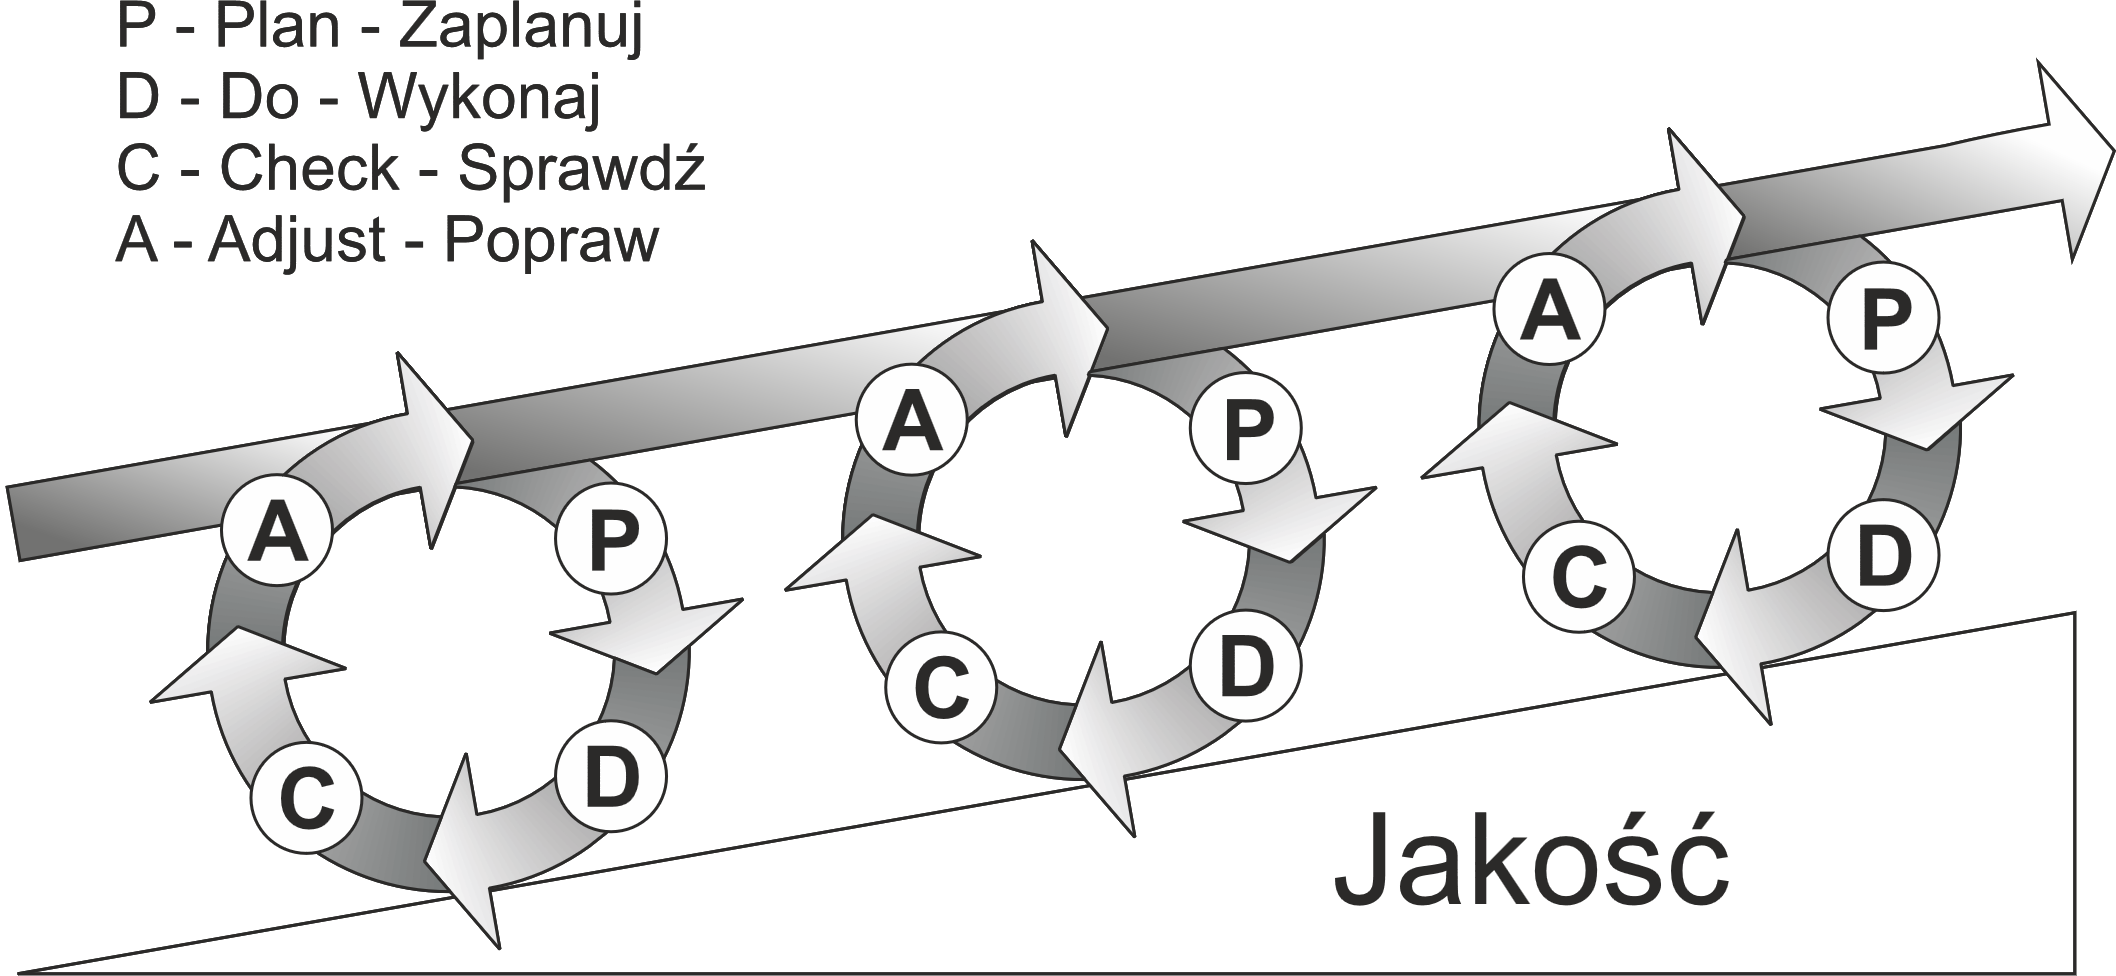 P - Plan - Zaplanuj
D - Do - Wykonaj
C - Check - Sprawdź
A - Adjust - Popraw
A
P
D
C
A
P
D
C
A
P
D
C
Jakość